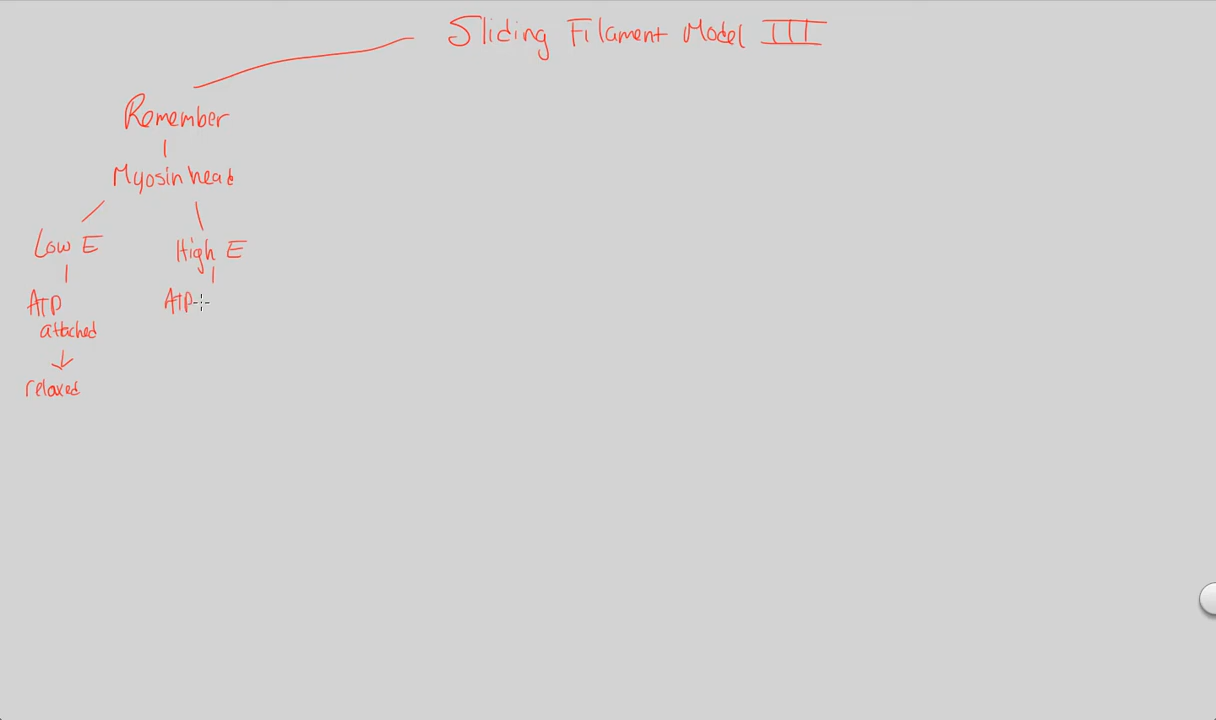 Sliding Filament Model III
Remember
Myosin head
Low E
High E
ATP
attached
relaxed
ATP